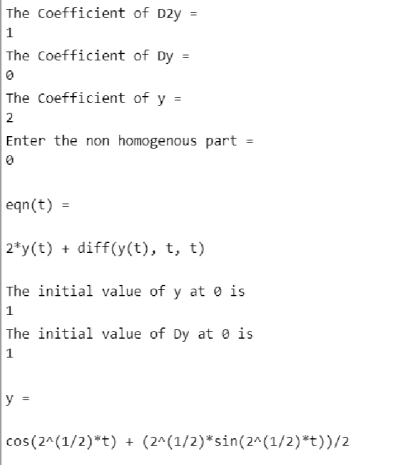 The Coefficient of D2y =
1
The Coefficient of Dy =
0
The Coefficient of y =
2
Enter the non homogenous part =
0
eqn(t) =
2*y(t) + diff(y(t), t, t)
The initial value of y at 0 is
1
The initial value of Dy at 0 is
1
y =
cos(2^(1/2)*t) + (2^(1/2)*sin(2^(1/2)*t))/2